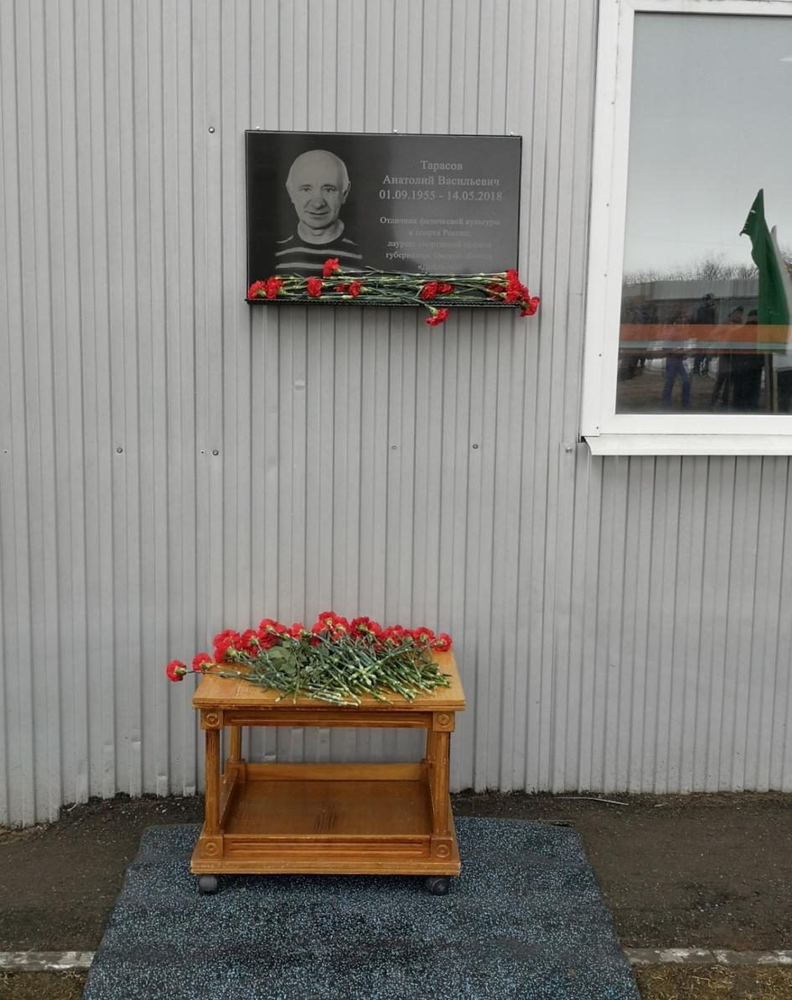 Тарасов
Анатолий Васильевич
01.09.1955 - 14.05.2018
Отличник физической культуры
и спорта России,
лауреат спортивной премии
губернатора Омской области